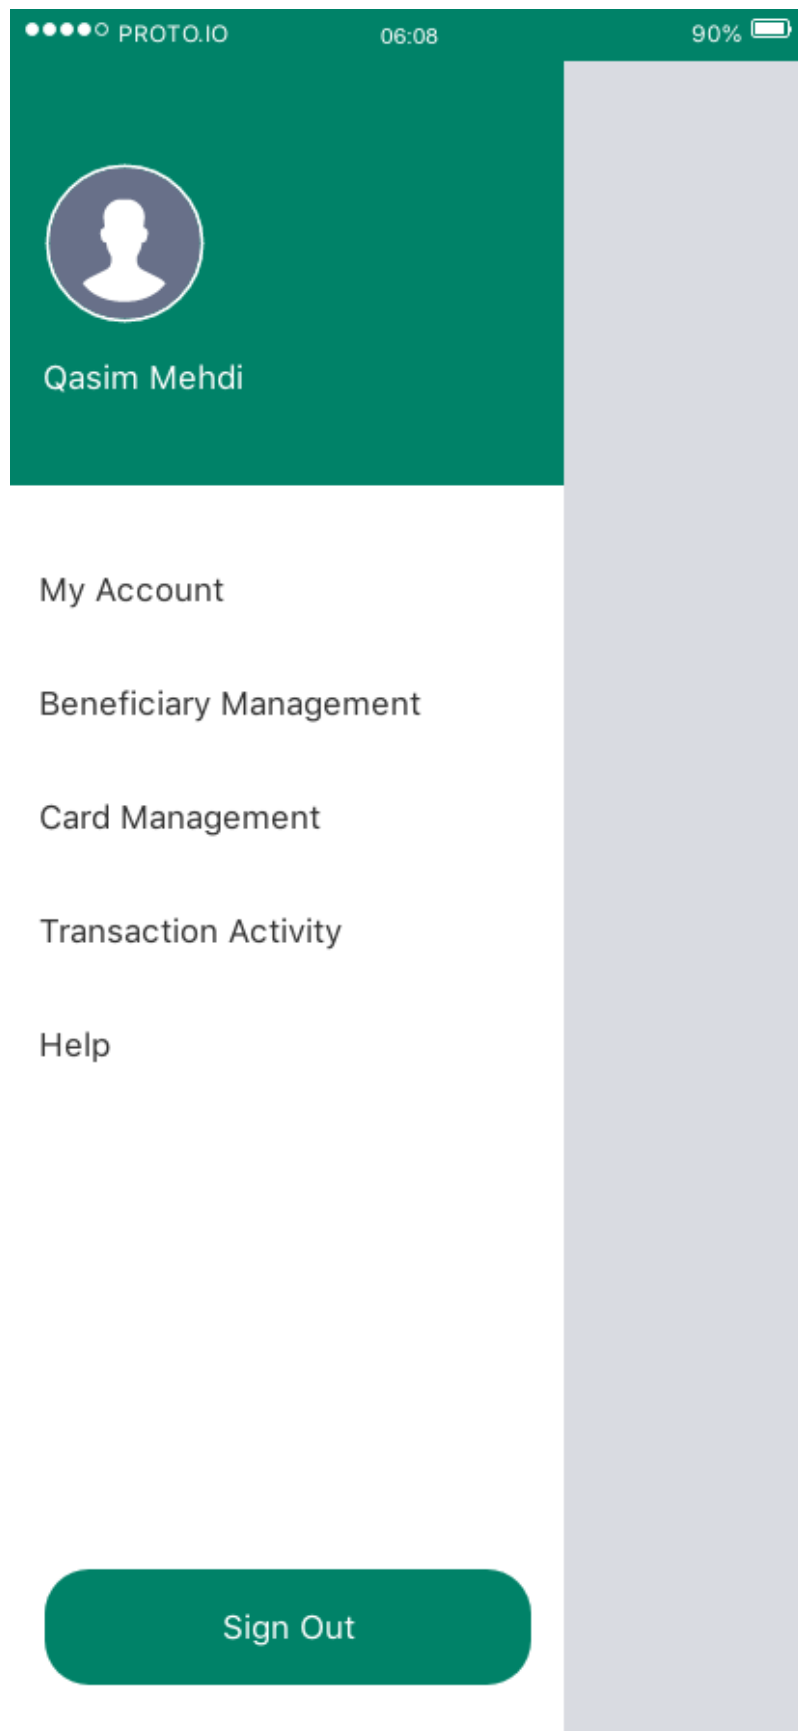 PROTO.IO 06:08 90%
Qasim Mehdi
My Account
Beneficiary Management
Card Management
Transaction Activity
Help
Sign Out